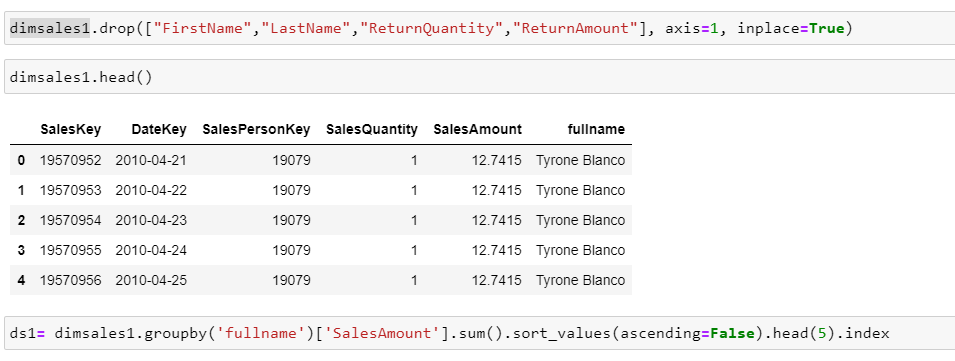 dimsales1.drop(["FirstName","LastName","ReturnQuantity","ReturnAmount"], axis=1, inplace=True)
dimsales1.head()
SalesKey DateKey SalesPersonKey SalesQuantity SalesAmount fullname
0 19570952 2010-04-21 19079 1 12.7415 Tyrone Blanco
1 19570953 2010-04-22 19079 1 12.7415 Tyrone Blanco
2 19570954 2010-04-23 19079 1 12.7415 Tyrone Blanco
3 19570955 2010-04-24 19079 1 12.7415 Tyrone Blanco
4 19570956 2010-04-25 19079 1 12.7415 Tyrone Blanco
ds1= dimsales1.groupby('fullname')['SalesAmount'].sum().sort_values(ascending=False).head(5).index